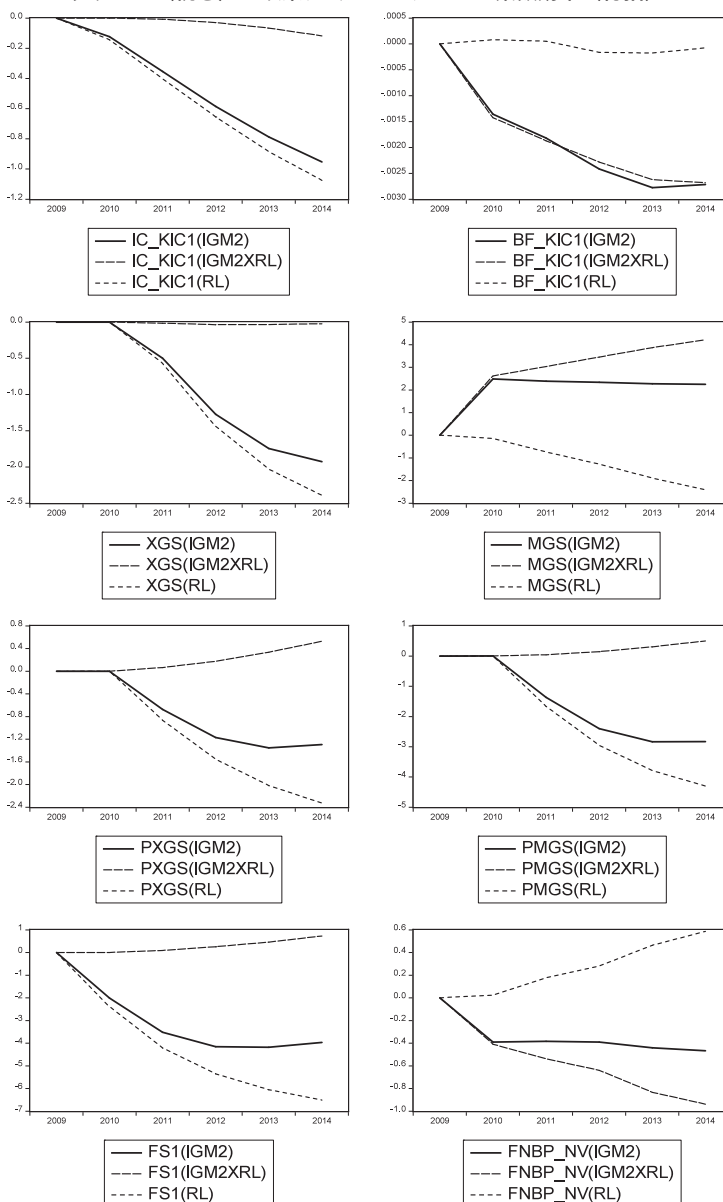 0.0
-0.2
-0.4
-0.6
-0.8
-1.0
-1.2
2009 2010 2011 2012 2013 2014
IC_KIC1(IGM2)
IC_KIC1(IGM2XRL)
IC_KIC1(RL)
.0005
.0000
-.0005
-.0010
-.0015
-.0020
-.0025
-.0030
2009 2010 2011 2012 2013 2014
BF_KIC1(IGM2)
BF_KIC1(IGM2XRL)
BF_KIC1(RL)
0.0
-0.5
-1.0
-1.5
-2.0
-2.5
2009 2010 2011 2012 2013 2014
XGS(IGM2)
XGS(IGM2XRL)
XGS(RL)
5
4
3
2
1
0
-1
-2
-3
2009 2010 2011 2012 2013 2014
MGS(IGM2)
MGS(IGM2XRL)
MGS(RL)
0.8
0.4
0.0
-0.4
-0.8
-1.2
-1.6
-2.0
-2.4
2009 2010 2011 2012 2013 2014
PXGS(IGM2)
PXGS(IGM2XRL)
PXGS(RL)
1
0
-1
-2
-3
-4
-5
2009 2010 2011 2012 2013 2014
PMGS(IGM2)
PMGS(IGM2XRL)
PMGS(RL)
1
0
-1
-2
-3
-4
-5
-6
-7
2009 2010 2011 2012 2013 2014
FS1(IGM2)
FS1(IGM2XRL)
FS1(RL)
0.6
0.4
0.2
0.0
-0.2
-0.4
-0.6
-0.8
-1.0
2009 2010 2011 2012 2013 2014
FNBP_NV(IGM2)
FNBP_NV(IGM2XRL)
FNBP_NV(RL)